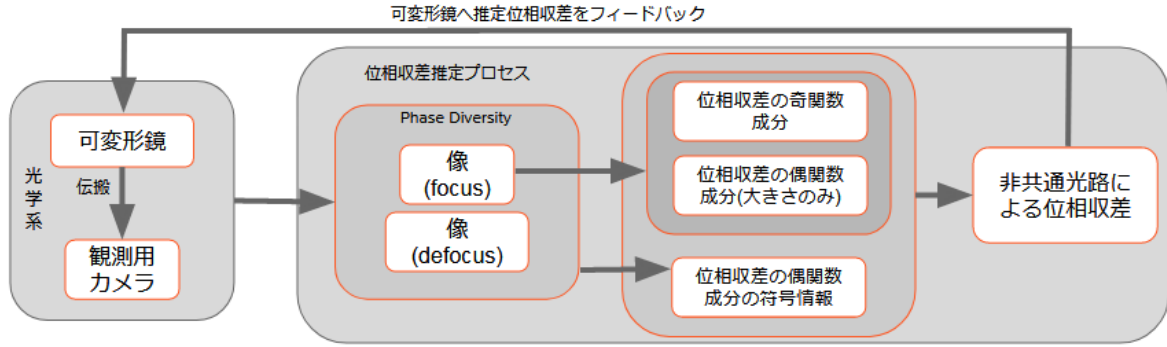 可変形鏡へ推定位相収差をフィードバック
位相収差推定プロセス
光
学
系
可変形鏡
伝搬
観測用
カメラ
Phase Diversity
像
(focus)
像
(defocus)
位相収差の奇関数
成分
位相収差の偶関数
成分(大きさのみ)
位相収差の偶関数
成分の符号情報
非共通光路に
よる位相収差